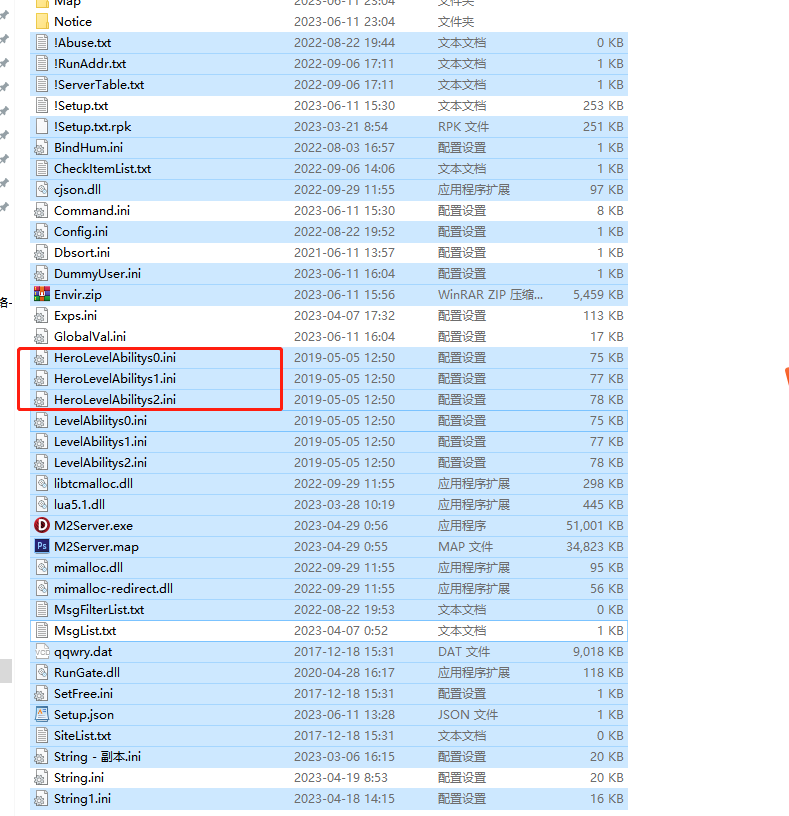 Map 2023-06-11 23:04 文件夹
Notice 2023-06-11 23:04 文件夹
!Abuse.txt 2022-08-22 19:44 文本文档 0 KB
!RunAddr.txt 2022-09-06 17:11 文本文档 1 KB
!ServerTable.txt 2022-09-06 17:11 文本文档 1 KB
!Setup.txt 2023-06-11 15:30 文本文档 253 KB
!Setup.txt.rpk 2023-03-21 8:54 RPK 文件 251 KB
BindHum.ini 2022-08-03 16:57 配置设置 1 KB
CheckItemList.txt 2022-09-06 14:06 文本文档 1 KB
cjson.dll 2022-09-29 11:55 应用程序扩展 97 KB
Command.ini 2023-06-11 15:30 配置设置 8 KB
Config.ini 2022-08-22 19:52 配置设置 1 KB
Dbsort.ini 2021-06-11 13:57 配置设置 1 KB
DummyUser.ini 2023-06-11 16:04 配置设置 1 KB
Envir.zip 2023-06-11 15:56 WinRAR ZIP 压缩... 5,459 KB
Exps.ini 2023-04-07 17:32 配置设置 113 KB
GlobalVal.ini 2023-06-11 16:04 配置设置 17 KB
HeroLevelAbilitys0.ini 2019-05-05 12:50 配置设置 75 KB
HeroLevelAbilitys1.ini 2019-05-05 12:50 配置设置 77 KB
HeroLevelAbilitys2.ini 2019-05-05 12:50 配置设置 78 KB
LevelAbilitys0.ini 2019-05-05 12:50 配置设置 75 KB
LevelAbilitys1.ini 2019-05-05 12:50 配置设置 77 KB
LevelAbilitys2.ini 2019-05-05 12:50 配置设置 78 KB
libtcmalloc.dll 2022-09-29 11:55 应用程序扩展 298 KB
lua5.1.dll 2023-03-28 10:19 应用程序扩展 445 KB
M2Server.exe 2023-04-29 0:56 应用程序 51,001 KB
M2Server.map 2023-04-29 0:55 MAP 文件 34,823 KB
mimalloc.dll 2022-09-29 11:55 应用程序扩展 95 KB
mimalloc-redirect.dll 2022-09-29 11:55 应用程序扩展 56 KB
MsgFilterList.txt 2022-08-22 19:53 文本文档 0 KB
MsgList.txt 2023-04-07 0:52 文本文档 1 KB
qqwry.dat 2017-12-18 15:31 DAT 文件 9,018 KB
RunGate.dll 2020-04-28 16:17 应用程序扩展 118 KB
SetFree.ini 2017-12-18 15:31 配置设置 1 KB
Setup.json 2023-06-11 13:28 JSON 文件 1 KB
SiteList.txt 2017-12-18 15:31 文本文档 0 KB
String - 副本.ini 2023-03-06 16:15 配置设置 20 KB
String.ini 2023-04-19 8:53 配置设置 20 KB
String1.ini 2023-04-18 14:15 配置设置 16 KB